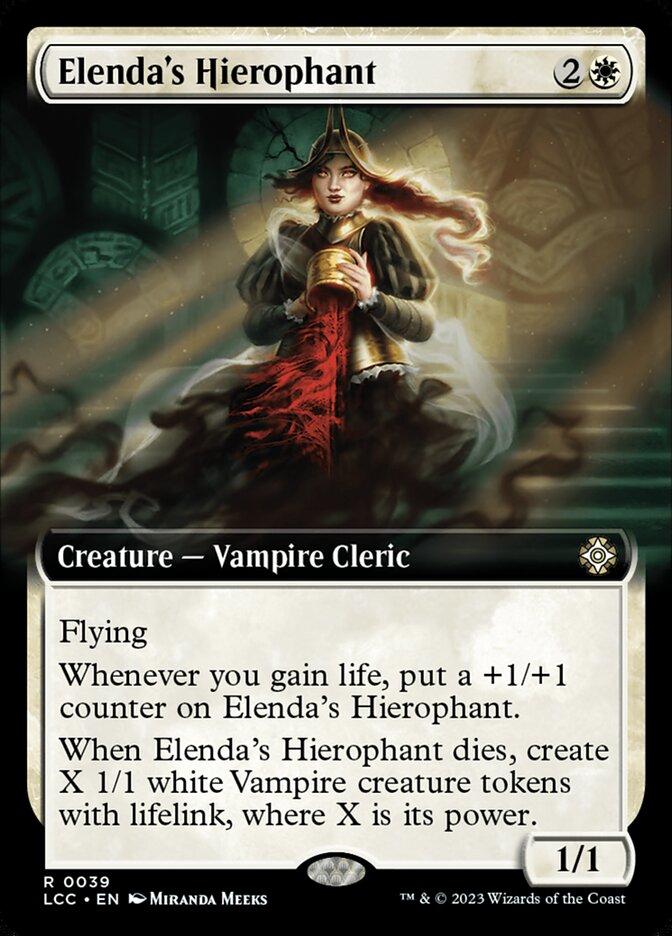 Elenda's Hierophant 2
Creature — Vampire Cleric
Flying
Whenever you gain life, put a +1/+1
counter on Elenda's Hierophant.
When Elenda's Hierophant dies, create
X 1/1 white Vampire creature tokens
with lifelink, where X is its power.
1/1
R 0039
LCC • EN Miranda Meeks
™ & © 2023 Wizards of the Coast